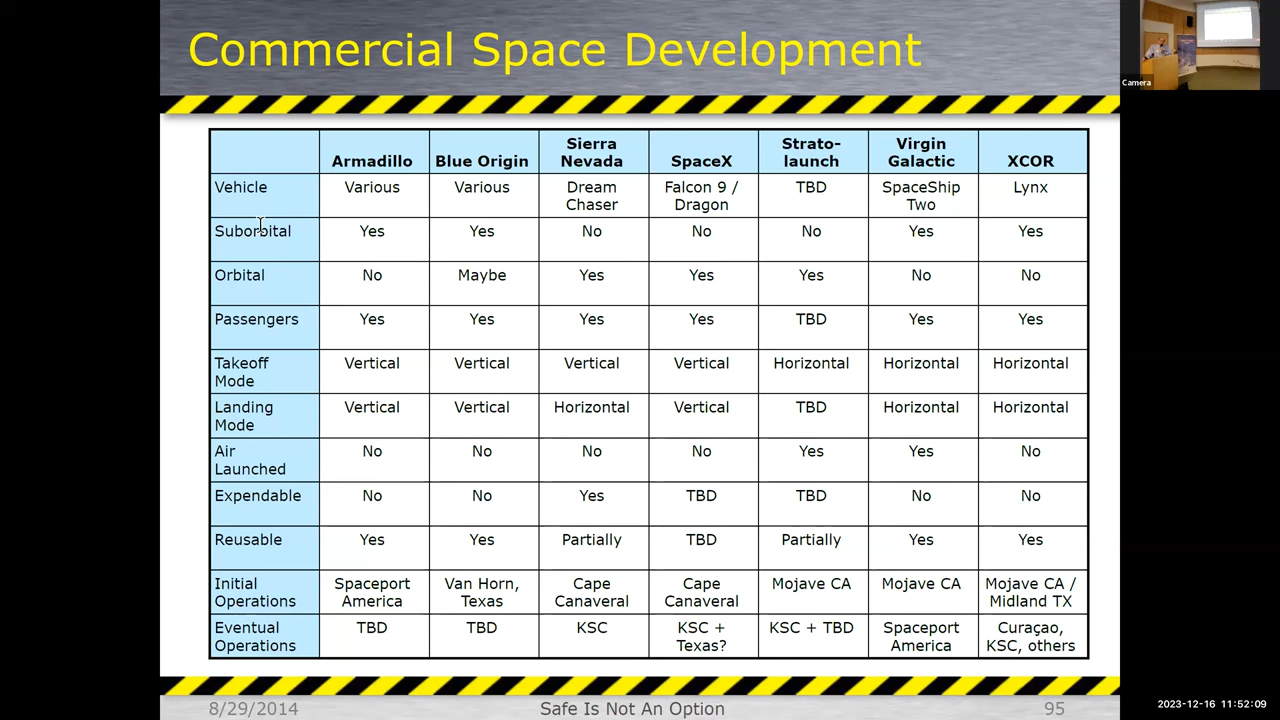 Commercial Space Development
Camera
Armadillo Blue Origin Sierra Nevada SpaceX Strato-launch Virgin Galactic XCOR
Vehicle Various Various Dream Chaser Falcon 9 / Dragon TBD SpaceShip Two Lynx
Suborbital Yes Yes No No No Yes Yes
Orbital No Maybe Yes Yes Yes No No
Passengers Yes Yes Yes Yes TBD Yes Yes
Takeoff Mode Vertical Vertical Vertical Vertical Horizontal Horizontal Horizontal
Landing Mode Vertical Vertical Horizontal Vertical TBD Horizontal Horizontal
Air Launched No No No No Yes Yes No
Expendable No No Yes TBD TBD No No
Reusable Yes Yes Partially TBD Partially Yes Yes
Initial Operations Spaceport America Van Horn, Texas Cape Canaveral Cape Canaveral Mojave CA Mojave CA Mojave CA / Midland TX
Eventual Operations TBD TBD KSC KSC + Texas? KSC + TBD Spaceport America Curaçao, KSC, others
8/29/2014 Safe Is Not An Option 95
2023-12-16 11:52:09